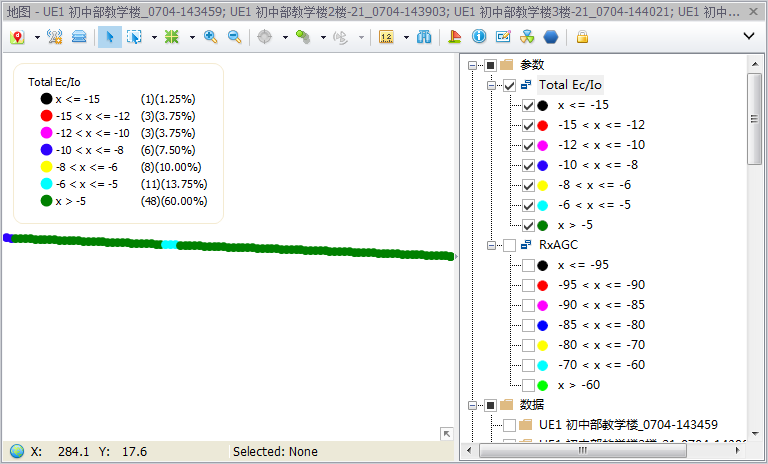 地图 - UE1 初中部教学楼_0704-143459; UE1 初中部教学楼2楼-21_0704-143903; UE1 初中部教学楼3楼-21_0704-144021; UE1 初中...
Total Ec/Io
x <= -15 (1)(1.25%)
-15 < x <= -12 (3)(3.75%)
-12 < x <= -10 (3)(3.75%)
-10 < x <= -8 (6)(7.50%)
-8 < x <= -6 (8)(10.00%)
-6 < x <= -5 (11)(13.75%)
x > -5 (48)(60.00%)
参数
Total Ec/Io
x <= -15
-15 < x <= -12
-12 < x <= -10
-10 < x <= -8
-8 < x <= -6
-6 < x <= -5
x > -5
RxAGC
x <= -95
-95 < x <= -90
-90 < x <= -85
-85 < x <= -80
-80 < x <= -70
-70 < x <= -60
x > -60
数据
UE1 初中部教学楼_0704-143459
X: 284.1 Y: 17.6 Selected: None